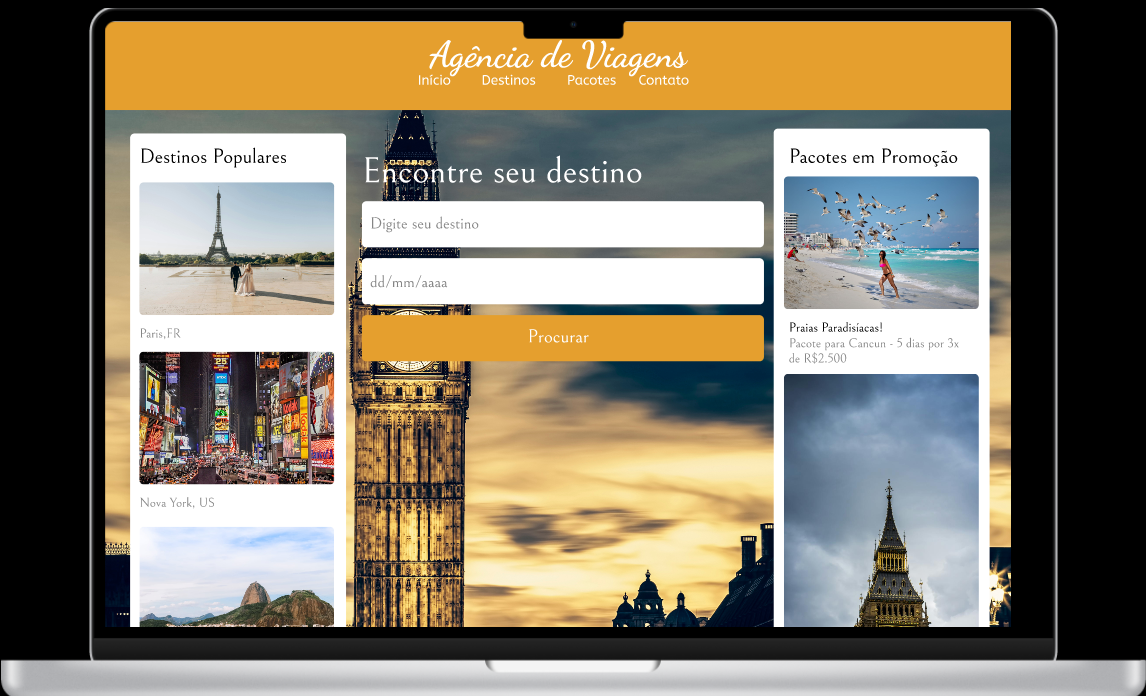 Agência de Viagens
Início Destinos Pacotes Contato
Destinos Populares
Paris,FR
Nova York, US
Encontre seu destino
Digite seu destino
dd/mm/aaaa
Procurar
Pacotes em Promoção
Praias Paradisíacas!
Pacote para Cancun - 5 dias por 3x
de R$2.500